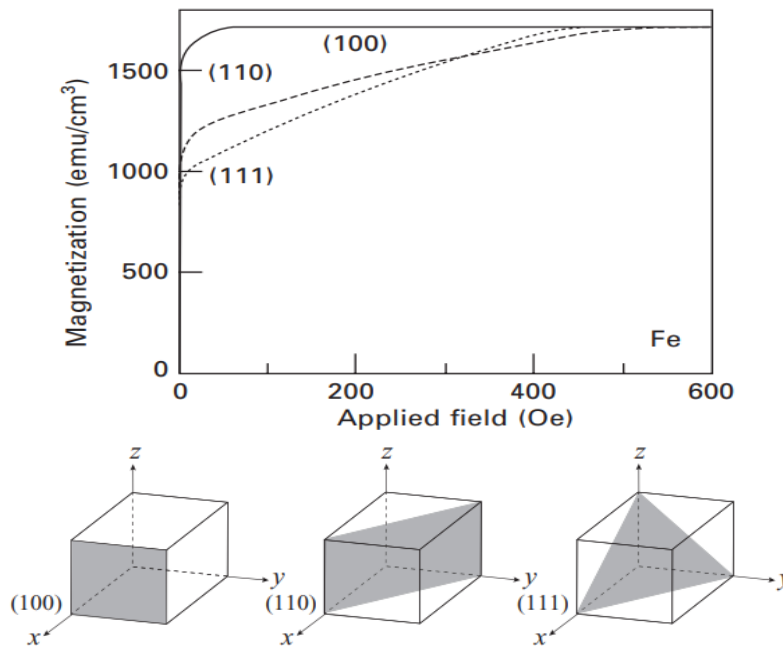 Magnetization (emu/cm³)
1500
1000
500
0
(100)
(110)
(111)
Fe
0 200 400 600
Applied field (Oe)
z z z
y y y
(100) (110) (111)
x x x